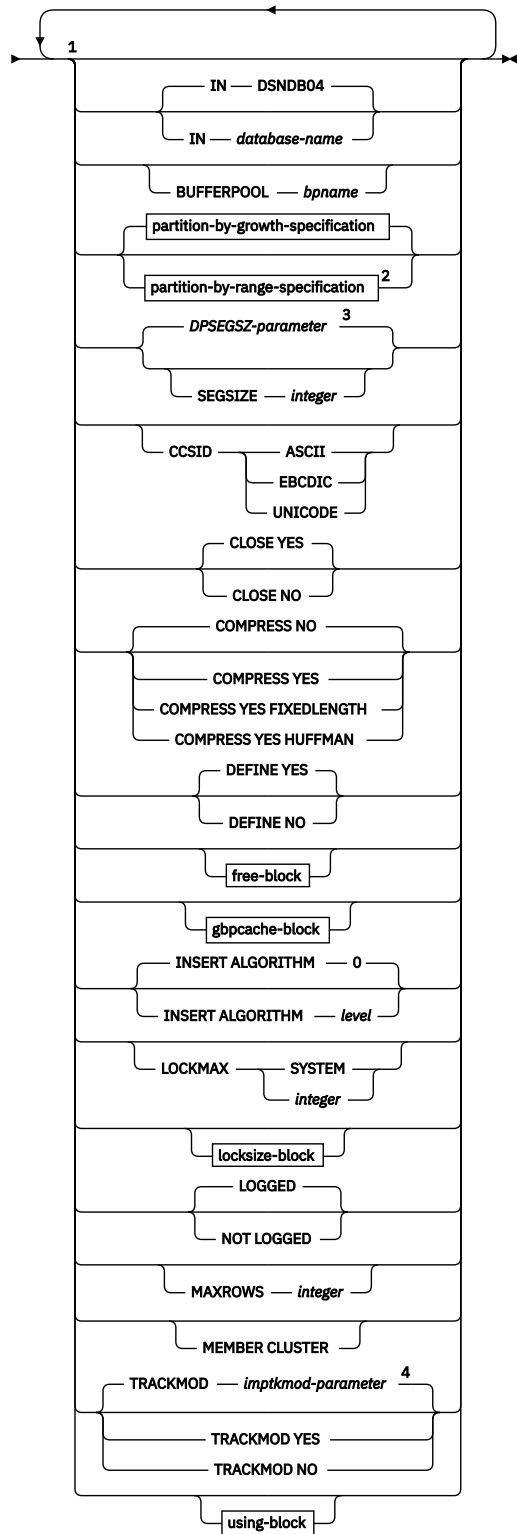 1
IN DSNDB04
IN database-name
BUFFERPOOL bpname
partition-by-growth-specification
partition-by-range-specification 2
DPSEGSZ-parameter 3
SEGSIZE integer
CCSID ASCII
EBCDIC
UNICODE
CLOSE YES
CLOSE NO
COMPRESS NO
COMPRESS YES
COMPRESS YES FIXEDLENGTH
COMPRESS YES HUFFMAN
DEFINE YES
DEFINE NO
free-block
gbpcache-block
INSERT ALGORITHM 0
INSERT ALGORITHM level
LOCKMAX SYSTEM
integer
locksize-block
LOGGED
NOT LOGGED
MAXROWS integer
MEMBER CLUSTER
TRACKMOD imptkmod-parameter 4
TRACKMOD YES
TRACKMOD NO
using-block